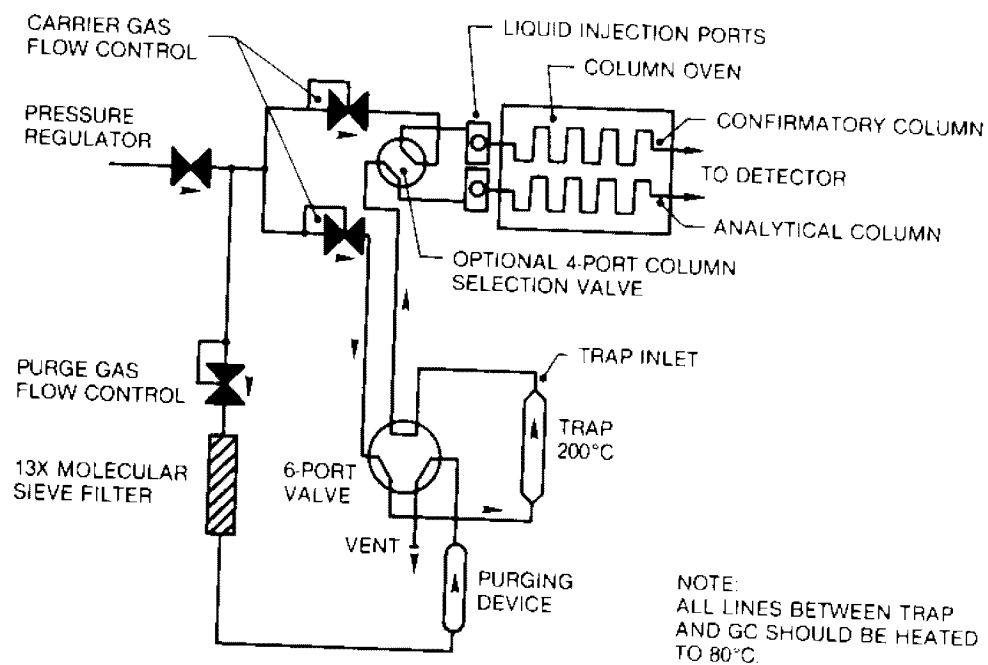 CARRIER GAS
FLOW CONTROL
LIQUID INJECTION PORTS
COLUMN OVEN
PRESSURE
REGULATOR
CONFIRMATORY COLUMN
TO DETECTOR
ANALYTICAL COLUMN
OPTIONAL 4-PORT COLUMN
SELECTION VALVE
PURGE GAS
FLOW CONTROL
TRAP INLET
TRAP
200°C
13X MOLECULAR
SIEVE FILTER
6-PORT
VALVE
VENT
PURGING
DEVICE
NOTE:
ALL LINES BETWEEN TRAP
AND GC SHOULD BE HEATED
TO 80°C.